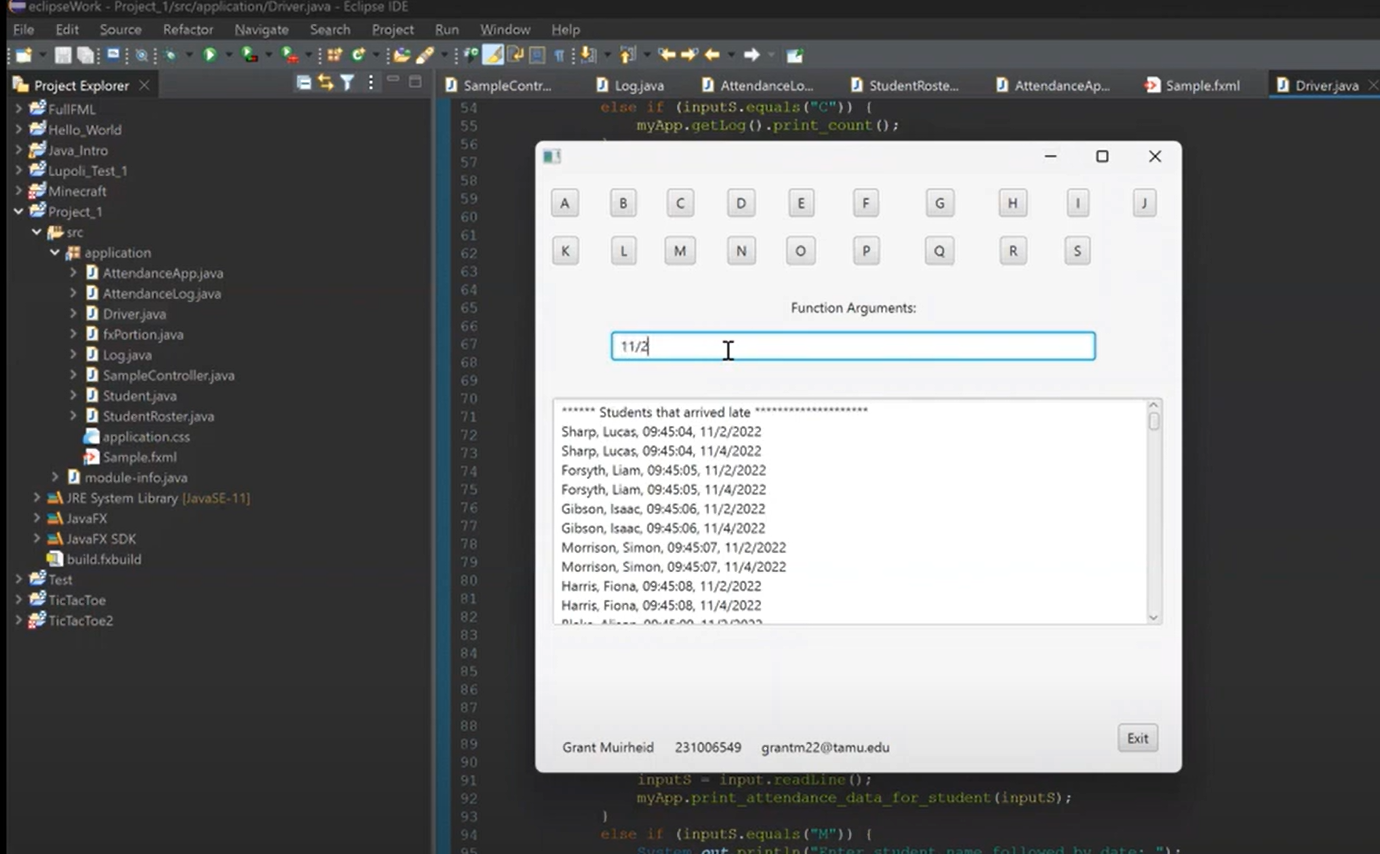 eclipseWork - Project_1/src/application/Driver.java - Eclipse IDE
File Edit Source Refactor Navigate Search Project Run Window Help
Project Explorer
SampleContr... Log.java AttendanceLo... StudentRoste... AttendanceAp... Sample.fxml Driver.java
FullFML
Hello_World
Java_Intro
Lupoli_Test_1
Minecraft
Project_1
src
application
AttendanceApp.java
AttendanceLog.java
Driver.java
fxPortion.java
Log.java
SampleController.java
Student.java
StudentRoster.java
application.css
Sample.fxml
module-info.java
JRE System Library [JavaSE-11]
JavaFX
JavaFX SDK
build.fxbuild
Test
TicTacToe
TicTacToe2
54 else if (inputS.equals("C")) {
55 myApp.getLog().print_count();
56
57
58
59
60
61
62
63
64
65
66
67
68
69
70
71
72
73
74
75
76
77
78
79
80
81
82
83
84
85
86
87
88
89
90
91 inputS = input.readLine();
92 myApp.print_attendance_data_for_student(inputS);
93 }
94 else if (inputS.equals("M")) {
95 System.out.println("Enter student name followed by date: ");
A B C D E F G H I J
K L M N O P Q R S
Function Arguments:
11/2
****** Students that arrived late ********************
Sharp, Lucas, 09:45:04, 11/2/2022
Sharp, Lucas, 09:45:04, 11/4/2022
Forsyth, Liam, 09:45:05, 11/2/2022
Forsyth, Liam, 09:45:05, 11/4/2022
Gibson, Isaac, 09:45:06, 11/2/2022
Gibson, Isaac, 09:45:06, 11/4/2022
Morrison, Simon, 09:45:07, 11/2/2022
Morrison, Simon, 09:45:07, 11/4/2022
Harris, Fiona, 09:45:08, 11/2/2022
Harris, Fiona, 09:45:08, 11/4/2022
Grant Muirheid 231006549 grantm22@tamu.edu
Exit